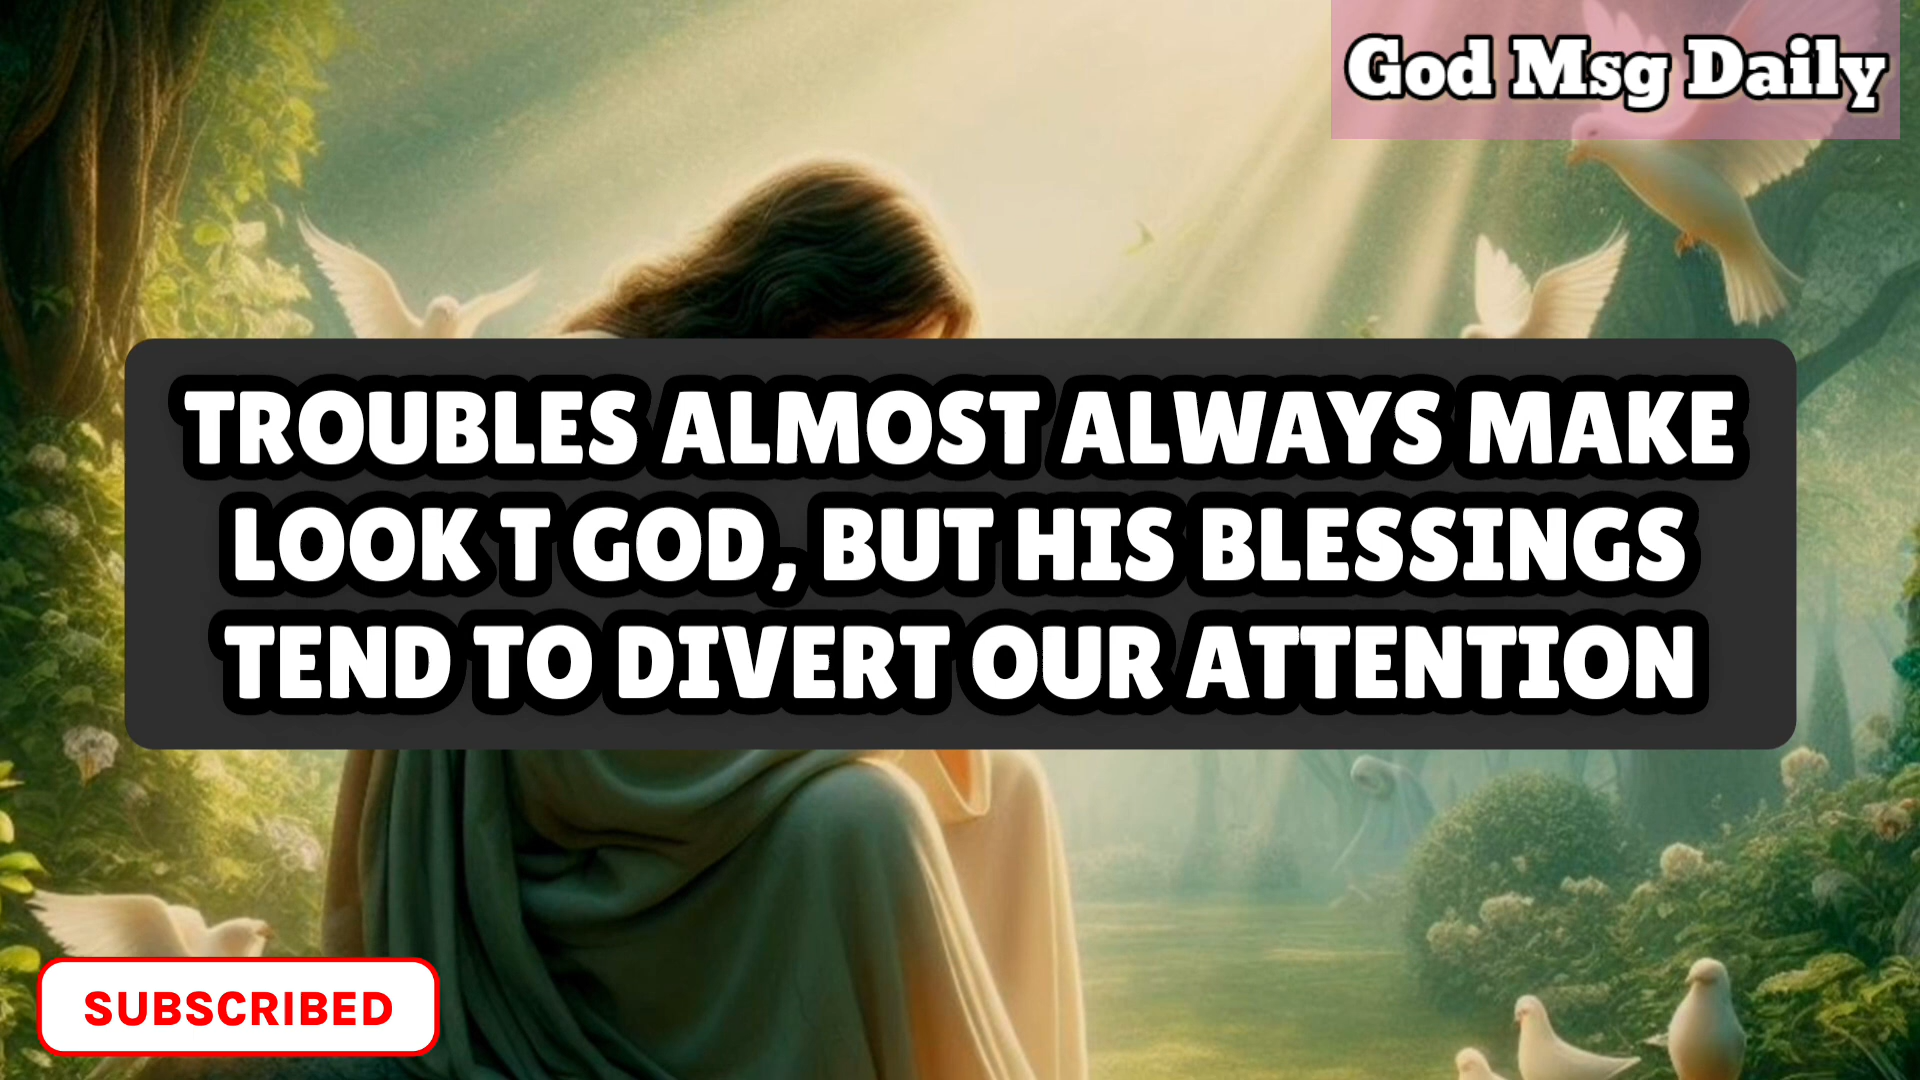 God Msg Daily
TROUBLES ALMOST ALWAYS MAKE
LOOK T GOD, BUT HIS BLESSINGS
TEND TO DIVERT OUR ATTENTION
SUBSCRIBED